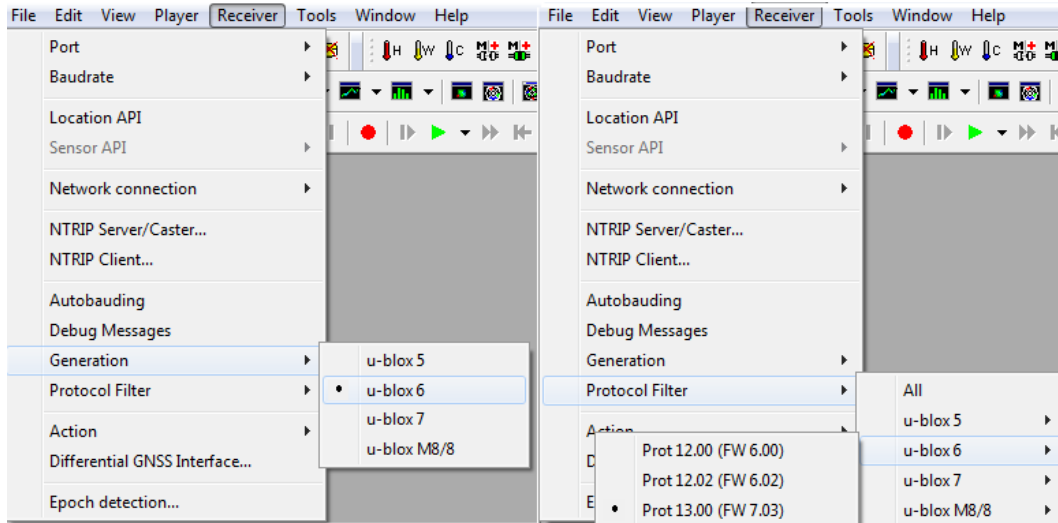 File Edit View Player Receiver Tools Window Help
Port
Baudrate
Location API
Sensor API
Network connection
NTRIP Server/Caster...
NTRIP Client...
Autobauding
Debug Messages
Generation
Protocol Filter
Action
Differential GNSS Interface...
Epoch detection...
u-blox 5
u-blox 6
u-blox 7
u-blox M8/8
H W C
File Edit View Player Receiver Tools Window Help
Port
Baudrate
Location API
Sensor API
Network connection
NTRIP Server/Caster...
NTRIP Client...
Autobauding
Debug Messages
Generation
Protocol Filter
Action
D
E
All
u-blox 5
u-blox 6
u-blox 7
u-blox M8/8
Prot 12.00 (FW 6.00)
Prot 12.02 (FW 6.02)
Prot 13.00 (FW 7.03)
H W C